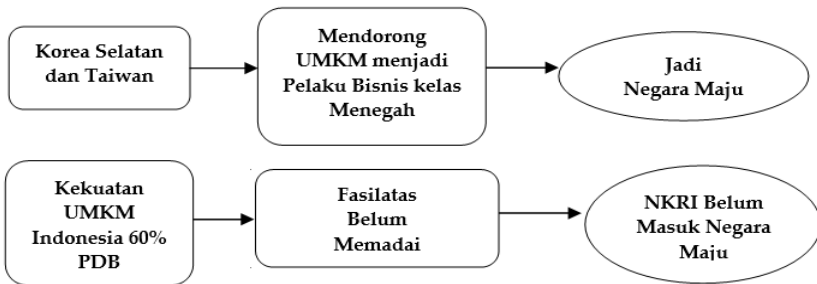 Korea Selatan
dan Taiwan
Mendorong
UMKM menjadi
Pelaku Bisnis kelas
Menegah
Jadi
Negara Maju
Kekuatan
UMKM
Indonesia 60%
PDB
Fasilatas
Belum
Memadai
NKRI Belum
Masuk Negara
Maju